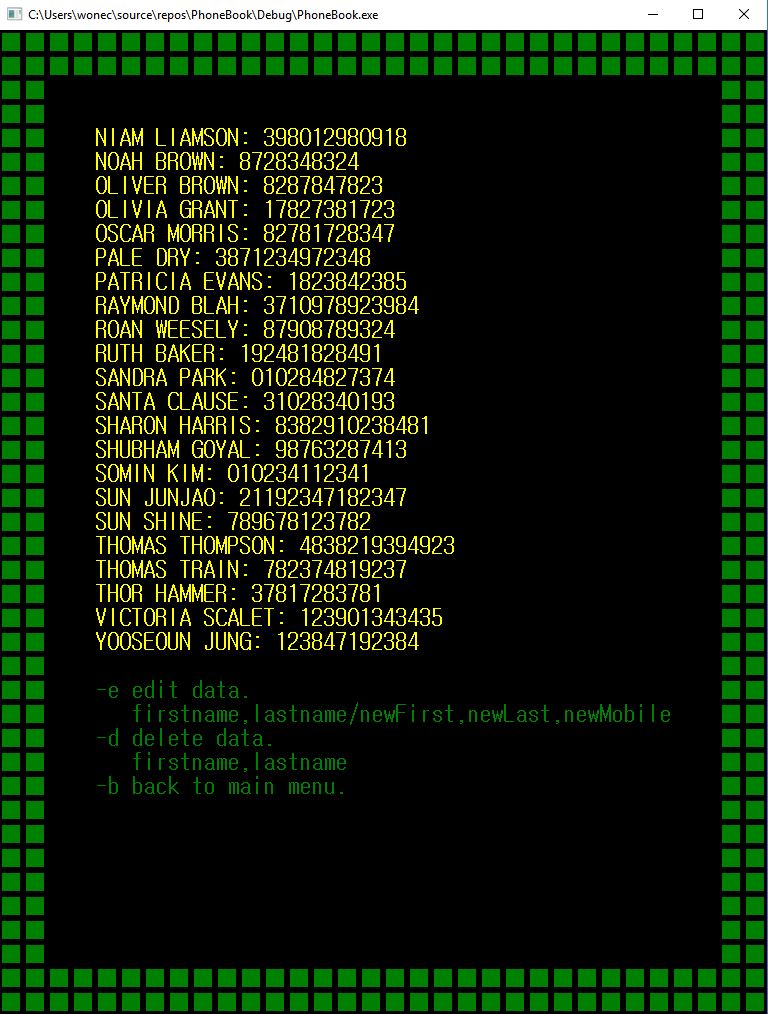 C:\Users\wonec\source\repos\PhoneBook\Debug\PhoneBook.exe
NIAM LIAMSON: 398012980918
NOAH BROWN: 8728348324
OLIVER BROWN: 8287847823
OLIVIA GRANT: 17827381723
OSCAR MORRIS: 82781728347
PALE DRY: 3871234972348
PATRICIA EVANS: 1823842385
RAYMOND BLAH: 3710978923984
ROAN WEESELY: 87908789324
RUTH BAKER: 192481828491
SANDRA PARK: 010284827374
SANTA CLAUSE: 31028340193
SHARON HARRIS: 8382910238481
SHUBHAM GOYAL: 98763287413
SOMIN KIM: 010234112341
SUN JUNJAO: 21192347182347
SUN SHINE: 789678123782
THOMAS THOMPSON: 4838219394923
THOMAS TRAIN: 782374819237
THOR HAMMER: 37817283781
VICTORIA SCALET: 123901343435
YOOSEOUN JUNG: 123847192384
-e edit data.
firstname,lastname/newFirst,newLast,newMobile
-d delete data.
firstname,lastname
-b back to main menu.